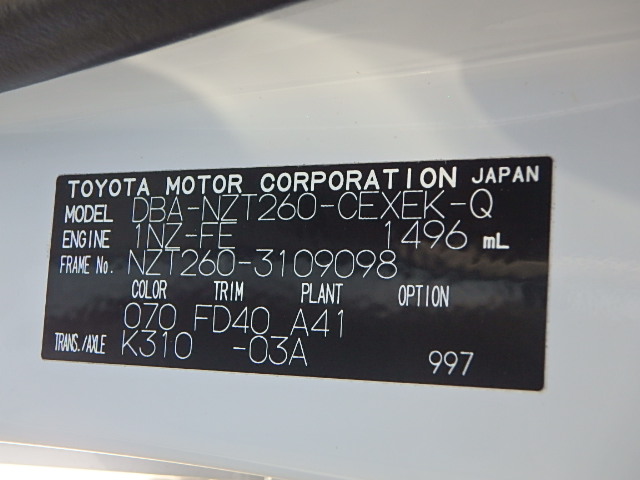 TOYOTA MOTOR CORPORATION JAPAN
MODEL DBA-NZT260-CEXEK-Q
ENGINE 1NZ-FE 1496 mL
FRAME No. NZT260-3109098
COLOR TRIM PLANT OPTION
070 FD40 A41
TRANS./AXLE K310 -03A 997